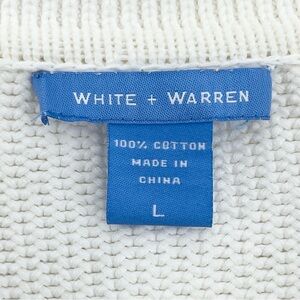 WHITE + WARREN
100% COTTON
MADE IN
CHINA
L